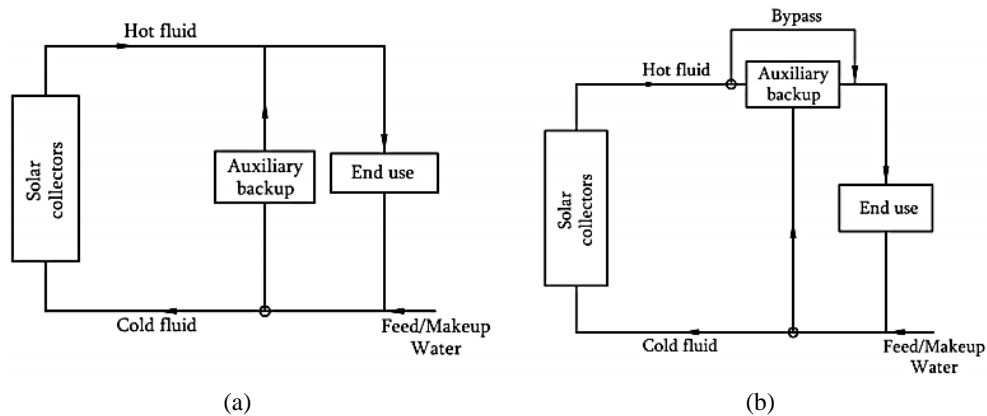 Hot fluid
Solar
collectors
Auxiliary
backup
End use
Cold fluid
Feed/Makeup
Water
(a)
Bypass
Hot fluid
Auxiliary
backup
Solar
collectors
End use
Cold fluid
Feed/Makeup
Water
(b)